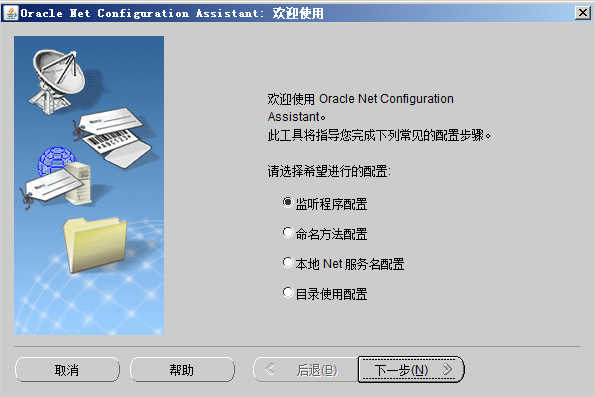 Oracle Net Configuration Assistant: 欢迎使用
欢迎使用 Oracle Net Configuration
Assistant。
此工具将指导您完成下列常见的配置步骤。
请选择希望进行的配置:
监听程序配置
命名方法配置
本地 Net 服务名配置
目录使用配置
取消
帮助
后退(B)
下一步(N)